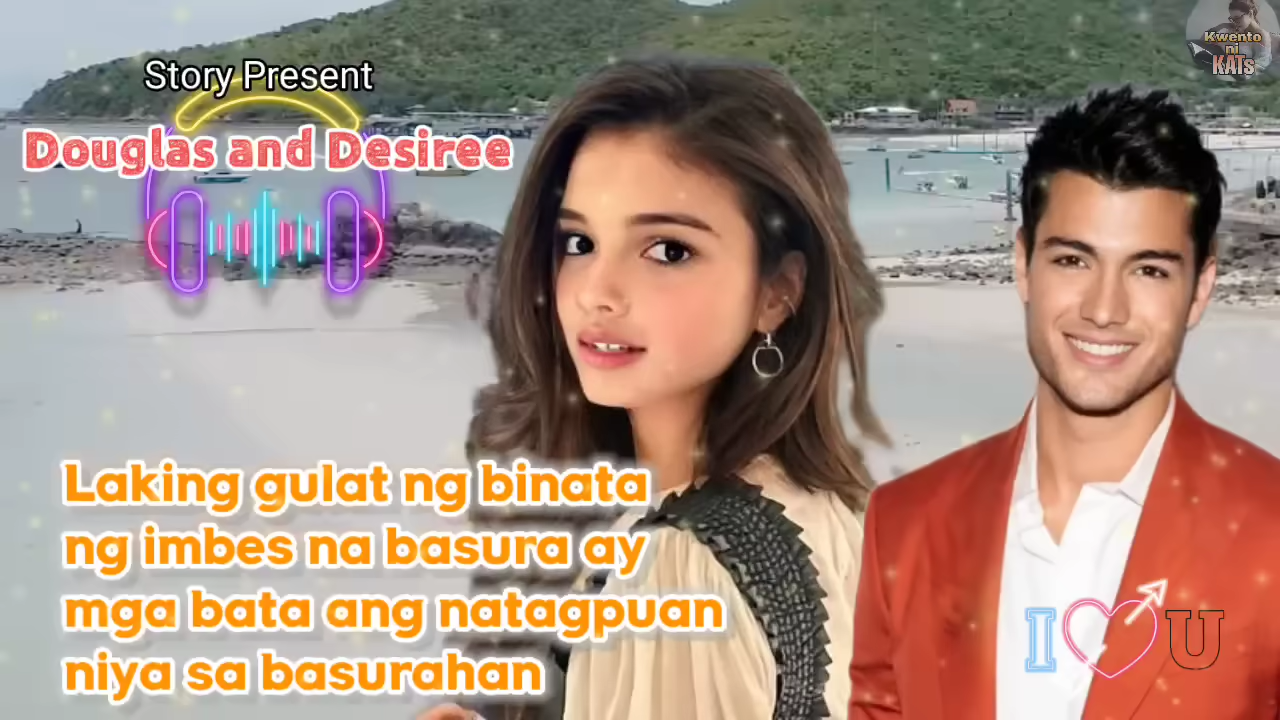 Story Present
Douglas and Desiree
Kwento
ni
KATs
Laking gulat ng binata
ng imbes na basura ay
mga bata ang natagpuan
niya sa basurahan
I U